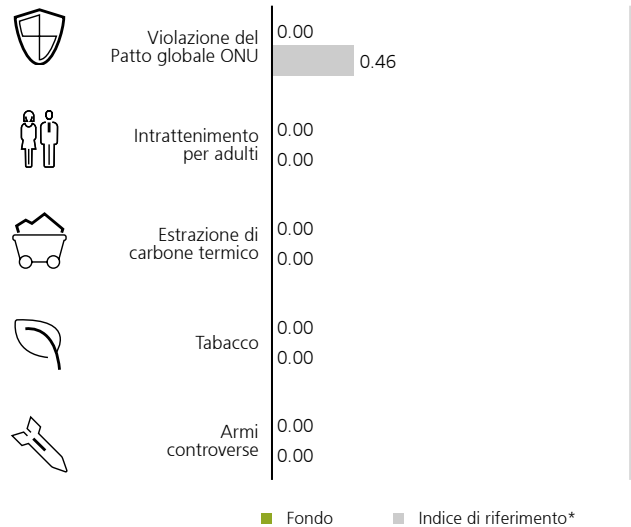 Violazione del
Patto globale ONU
0.00
0.46
Intrattenimento
per adulti
0.00
0.00
Estrazione di
carbone termico
0.00
0.00
Tabacco
0.00
0.00
Armi
controverse
0.00
0.00
Fondo
Indice di riferimento*